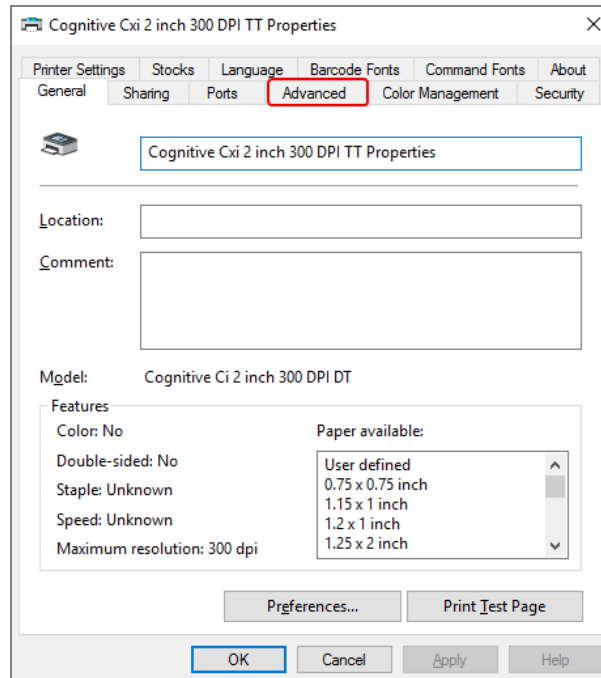 Cognitive Cxi 2 inch 300 DPI TT Properties
Printer Settings Stocks Language Barcode Fonts Command Fonts About
General Sharing Ports Advanced Color Management Security
Cognitive Cxi 2 inch 300 DPI TT Properties
Location:
Comment:
Model: Cognitive Ci 2 inch 300 DPI DT
Features
Color: No
Double-sided: No
Staple: Unknown
Speed: Unknown
Maximum resolution: 300 dpi
Paper available:
User defined
0.75 x 0.75 inch
1.15 x 1 inch
1.2 x 1 inch
1.25 x 2 inch
Preferences... Print Test Page
OK Cancel Apply Help